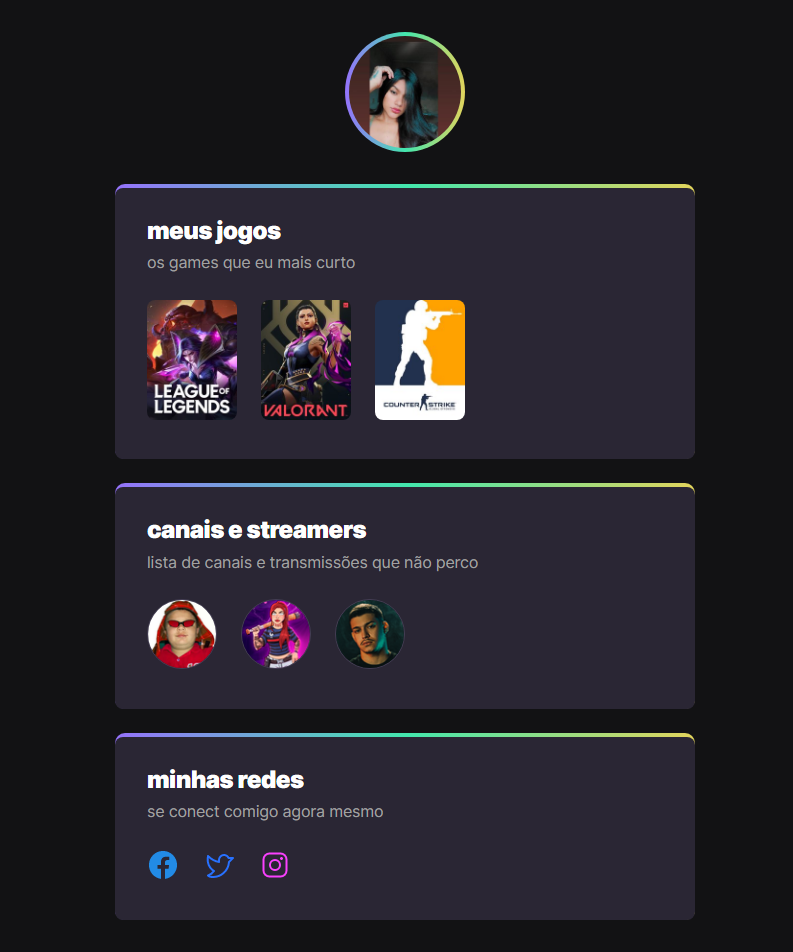 meus jogos
os games que eu mais curto
LEAGUE OF
LEGENDS
VALORANT
COUNTER STRIKE
canais e streamers
lista de canais e transmissões que não perco
minhas redes
se conect comigo agora mesmo